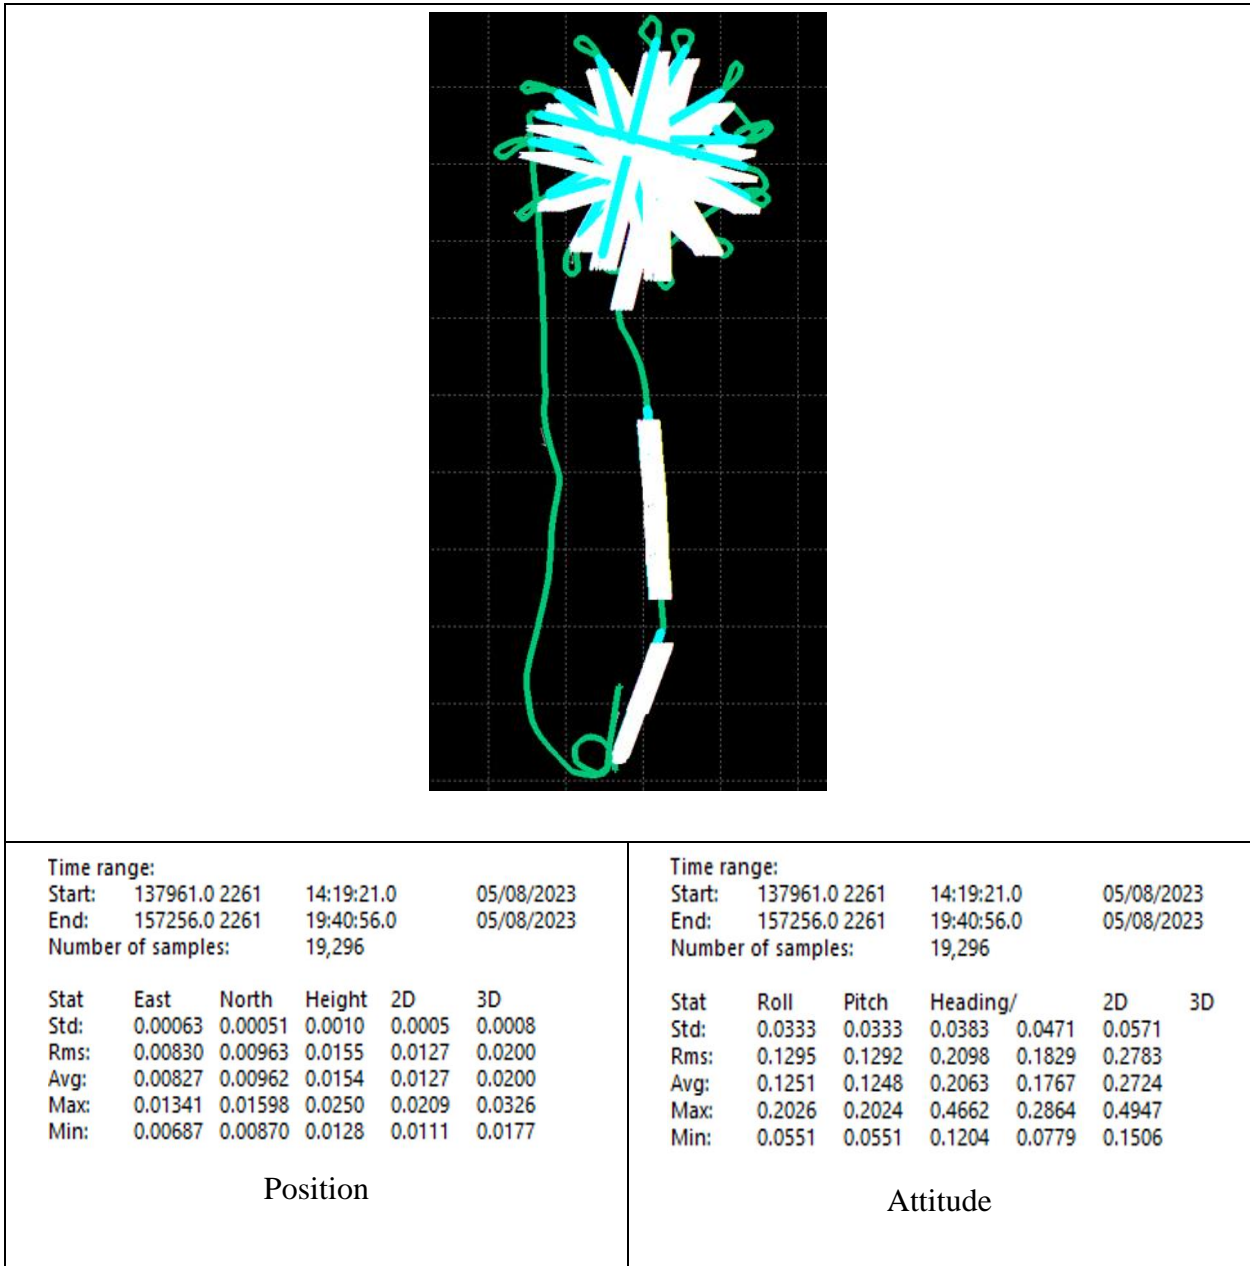 Time range:
Start: 137961.0 2261 14:19:21.0 05/08/2023
End: 157256.0 2261 19:40:56.0 05/08/2023
Number of samples: 19,296
Stat East North Height 2D 3D
Std: 0.00063 0.00051 0.0010 0.0005 0.0008
Rms: 0.00830 0.00963 0.0155 0.0127 0.0200
Avg: 0.00827 0.00962 0.0154 0.0127 0.0200
Max: 0.01341 0.01598 0.0250 0.0209 0.0326
Min: 0.00687 0.00870 0.0128 0.0111 0.0177
Position
Time range:
Start: 137961.0 2261 14:19:21.0 05/08/2023
End: 157256.0 2261 19:40:56.0 05/08/2023
Number of samples: 19,296
Stat Roll Pitch Heading/ 2D 3D
Std: 0.0333 0.0333 0.0383 0.0471 0.0571
Rms: 0.1295 0.1292 0.2098 0.1829 0.2783
Avg: 0.1251 0.1248 0.2063 0.1767 0.2724
Max: 0.2026 0.2024 0.4662 0.2864 0.4947
Min: 0.0551 0.0551 0.1204 0.0779 0.1506
Attitude